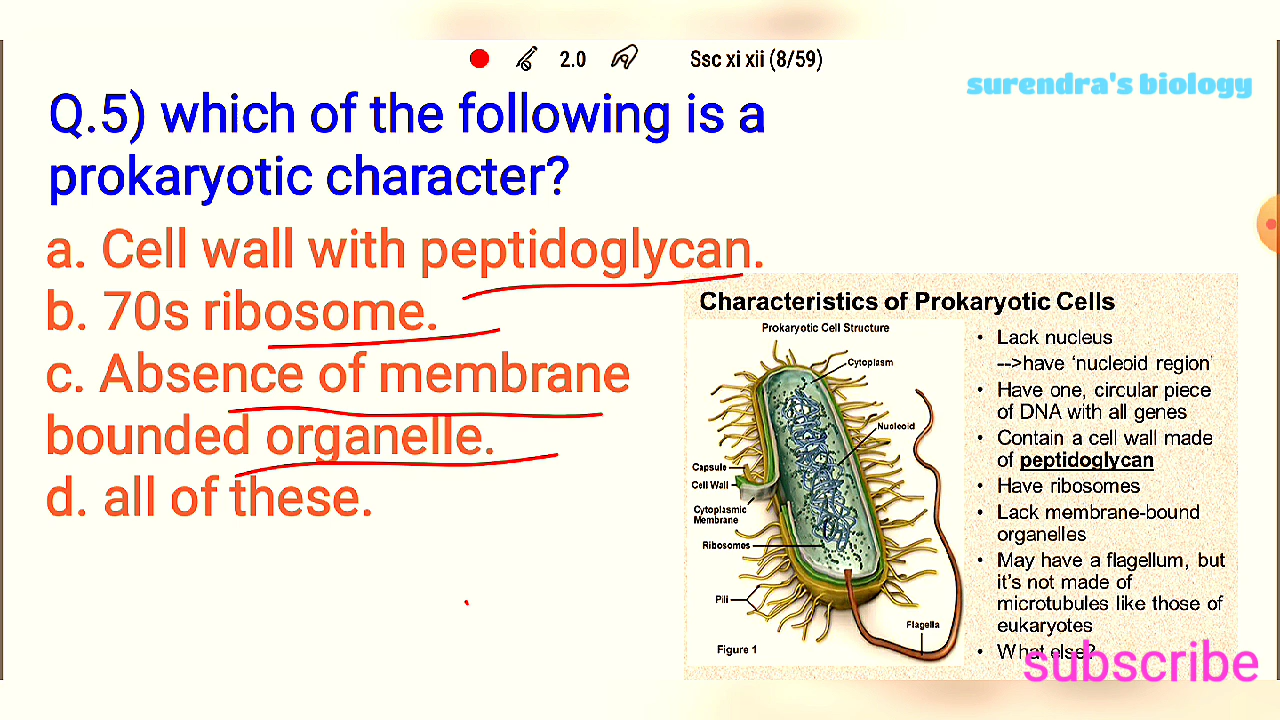 2.0 Ssc xi xii (8/59)
surendra's biology
Q.5) which of the following is a
prokaryotic character?
a. Cell wall with peptidoglycan.
b. 70s ribosome.
c. Absence of membrane
bounded organelle.
d. all of these.
Characteristics of Prokaryotic Cells
Prokaryotic Cell Structure
Cytoplasm
Nucleoid
Capsule
Cell Wall
Cytoplasmic
Membrane
Ribosomes
Pili
Flagella
Figure 1
• Lack nucleus
-->have 'nucleoid region'
• Have one, circular piece
of DNA with all genes
• Contain a cell wall made
of peptidoglycan
• Have ribosomes
• Lack membrane-bound
organelles
• May have a flagellum, but
it's not made of
microtubules like those of
eukaryotes
• What else?
subscribe